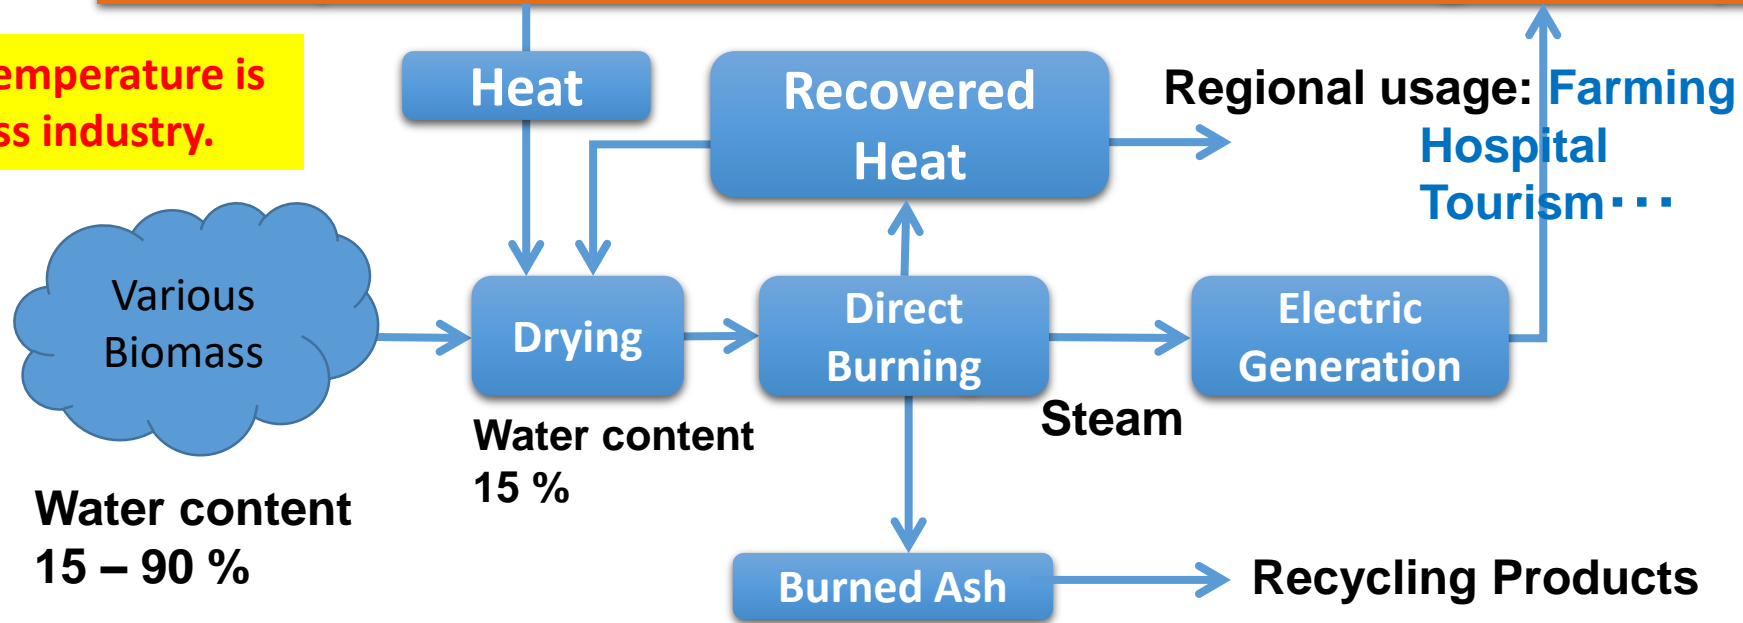 emperature is
ss industry.
Heat
Recovered
Heat
Regional usage: Farming
Hospital
Tourism･･･
Various
Biomass
Drying
Direct
Burning
Electric
Generation
Steam
Water content
15 %
Water content
15 – 90 %
Burned Ash
Recycling Products